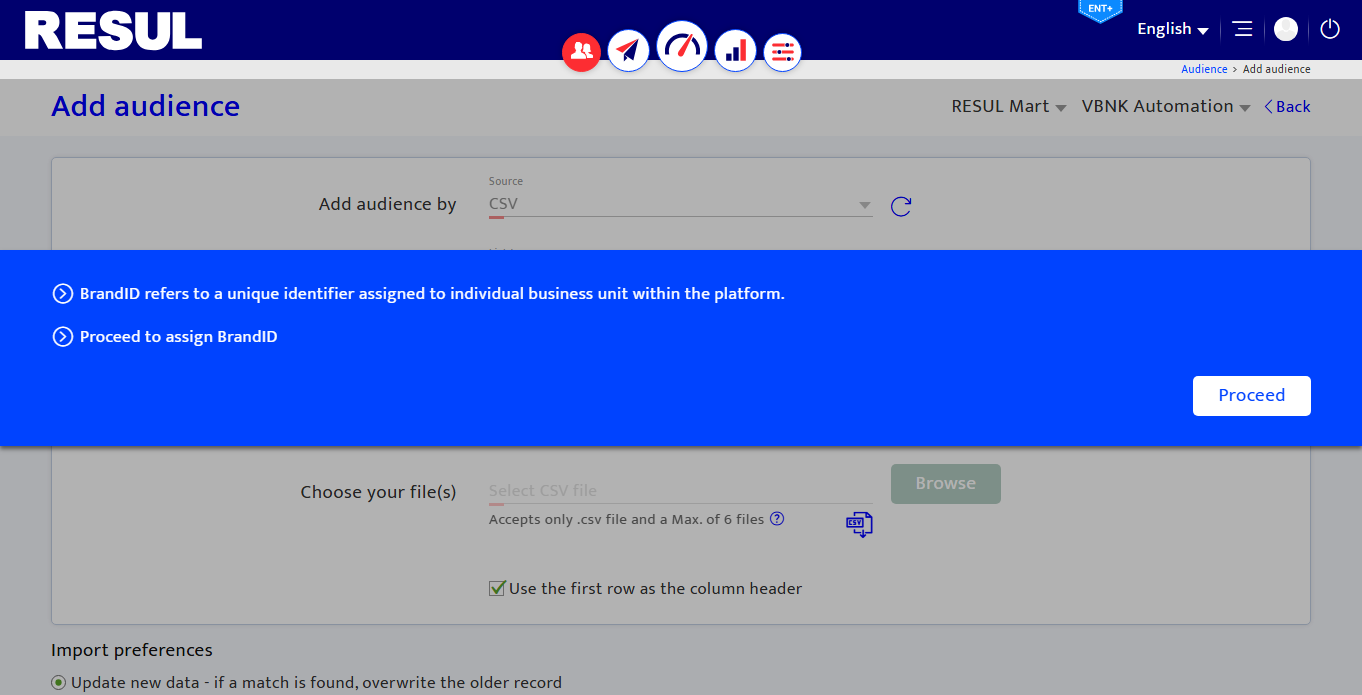 RESUL
ENT+
English
Audience > Add audience
Add audience
RESUL Mart
VBNK Automation
Back
Source
Add audience by
CSV
BrandID refers to a unique identifier assigned to individual business unit within the platform.
Proceed to assign BrandID
Proceed
Choose your file(s)
Select CSV file
Browse
Accepts only .csv file and a Max. of 6 files ?
CSV
Use the first row as the column header
Import preferences
Update new data - if a match is found, overwrite the older record